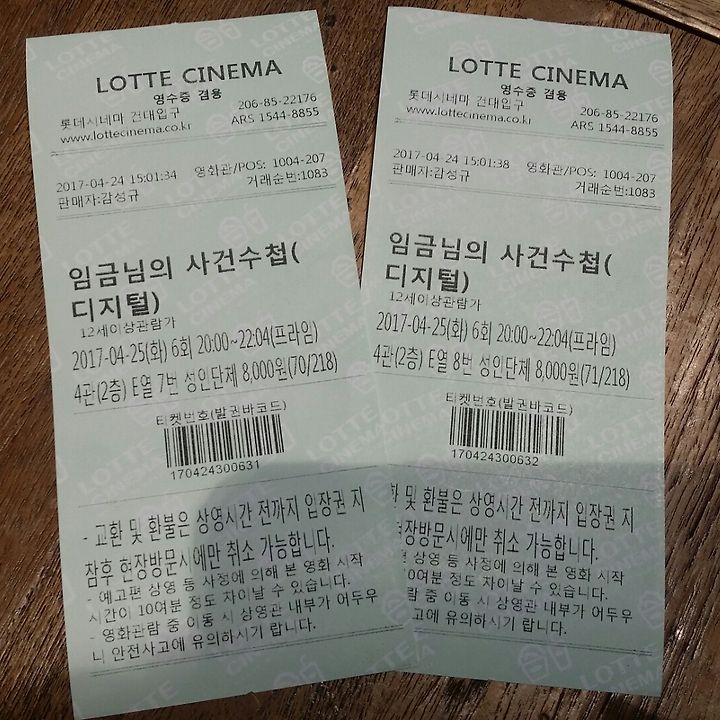 LOTTE CINEMA
영수증 겸용
롯데시네마 건대입구 206-85-22176
www.lottecinema.co.kr ARS 1544-8855
2017-04-24 15:01:34 영화관/POS: 1004-207
판매자:감성규 거래순번:1083
임금님의 사건수첩(
디지털)
12세이상관람가
2017-04-25(화) 6회 20:00~22:04(프라임)
4관(2층) E열 7번 성인단체 8,000원(70/218)
티켓번호(발권바코드)
170424300631
- 교환 및 환불은 상영시간 전까지 입장권 지
참후 현장방문시에만 취소 가능합니다.
- 예고편 상영 등 사정에 의해 본 영화 시작
시간이 10여분 정도 차이날 수 있습니다.
- 영화관람 중 이동 시 상영관 내부가 어두우
니 안전사고에 유의하시기 랍니다.
LOTTE CINEMA
영수증 겸용
롯데시네마 건대입구 206-85-22176
www.lottecinema.co.kr ARS 1544-8855
2017-04-24 15:01:38 영화관/POS: 1004-207
판매자:감성규 거래순번:1083
임금님의 사건수첩(
디지털)
12세이상관람가
2017-04-25(화) 6회 20:00~22:04(프라임)
4관(2층) E열 8번 성인단체 8,000원(71/218)
티켓번호(발권바코드)
170424300632
환 및 환불은 상영시간 전까지 입장권 지
현장방문시에만 취소 가능합니다.
편 상영 등 사정에 의해 본 영화 시작
10여분 정도 차이날 수 있습니다.
람 중 이동 시 상영관 내부가 어두우
고에 유의하시기 랍니다.